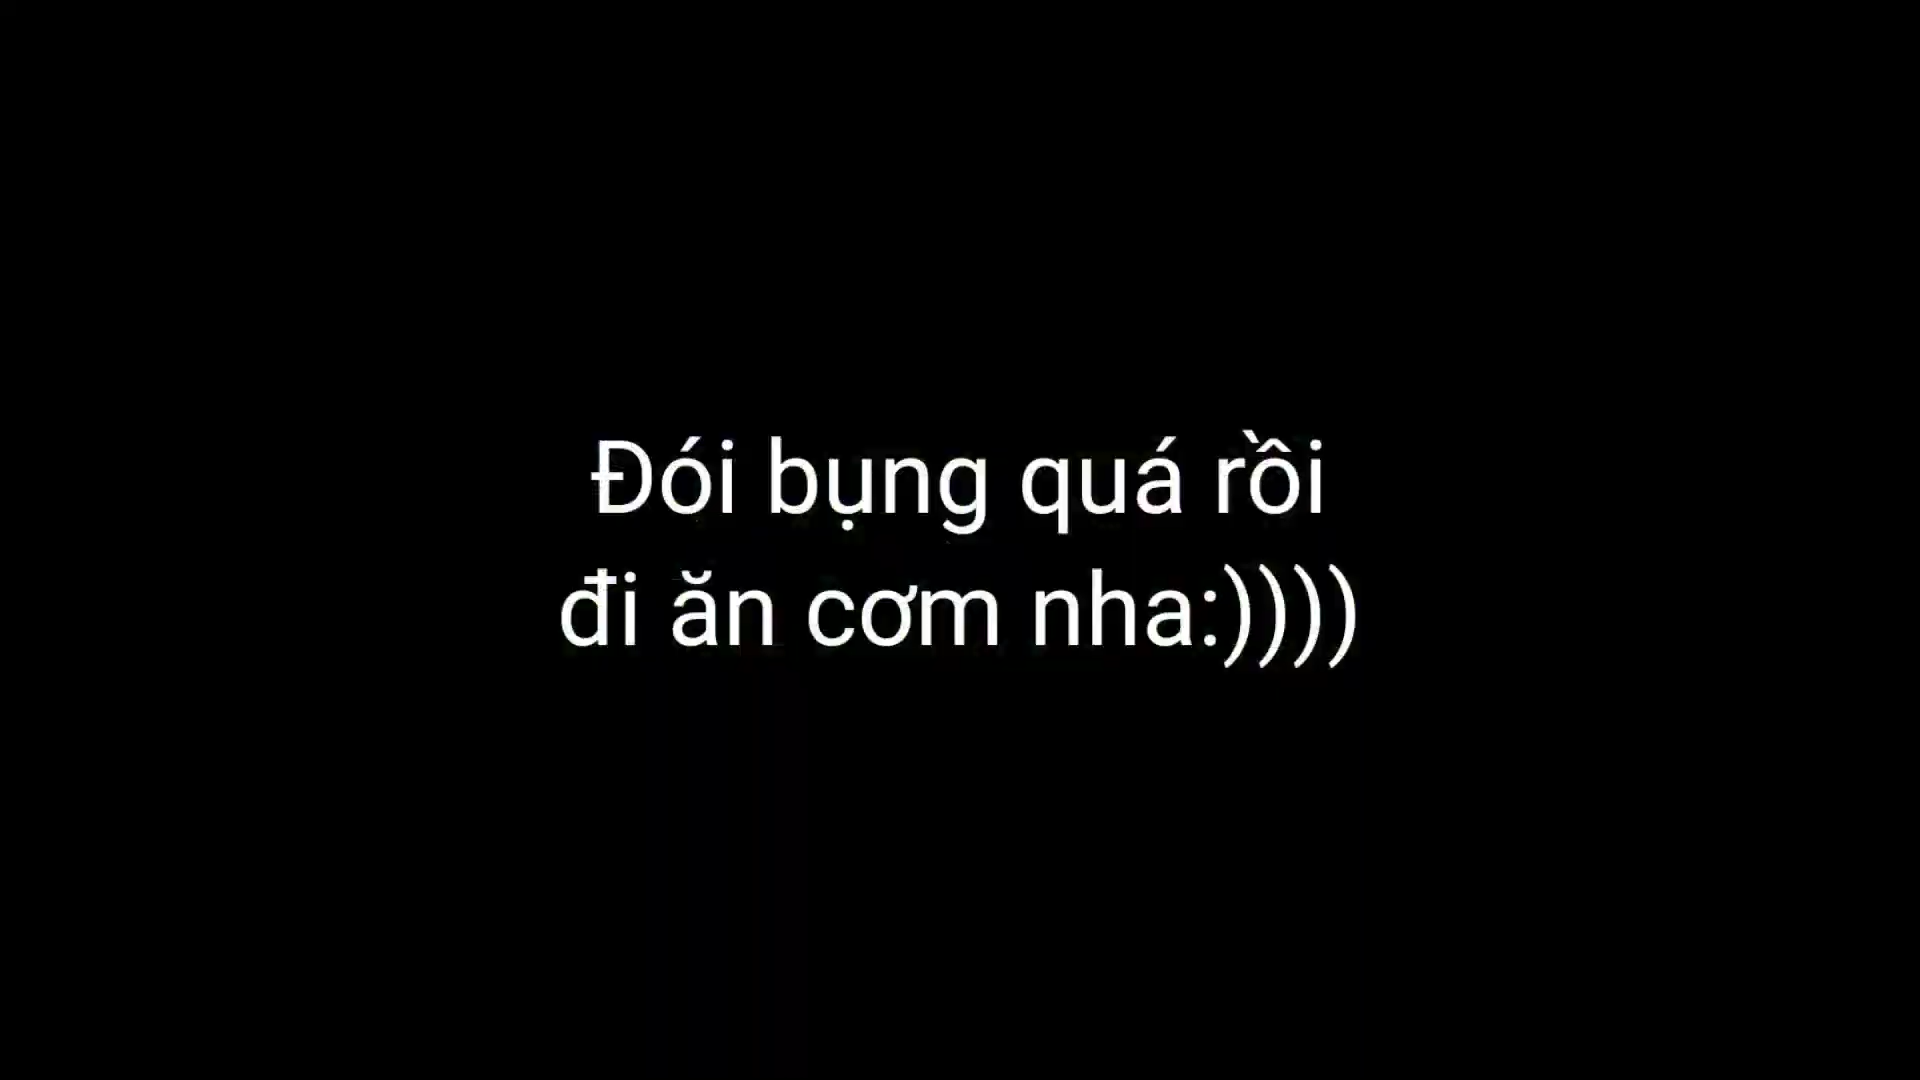 Đói bụng quá rồi
đi ăn cơm nha:))))